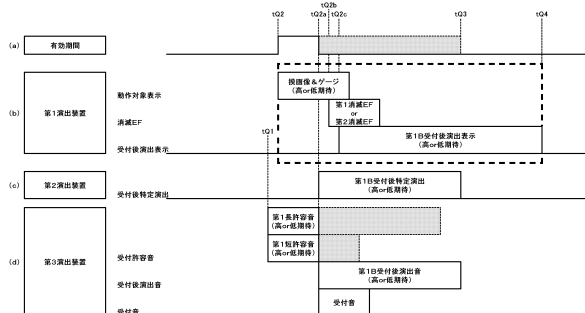 tQ2b
tQ2 tQ2a tQ2c tQ3 tQ4
(a) 有効期間
(b) 第1演出装置
動作対象表示
操画像&ゲージ
(高or低期待)
消滅EF
第1消滅EF
or
第2消滅EF
受付後演出表示
第1B受付後演出表示
(高or低期待)
tQ1
(c) 第2演出装置
受付後特定演出
第1B受付後特定演出
(高or低期待)
(d) 第3演出装置
第1長許容音
(高or低期待)
受付許容音
第1短許容音
(高or低期待)
受付後演出音
第1B受付後演出音
(高or低期待)
受付音
受付音